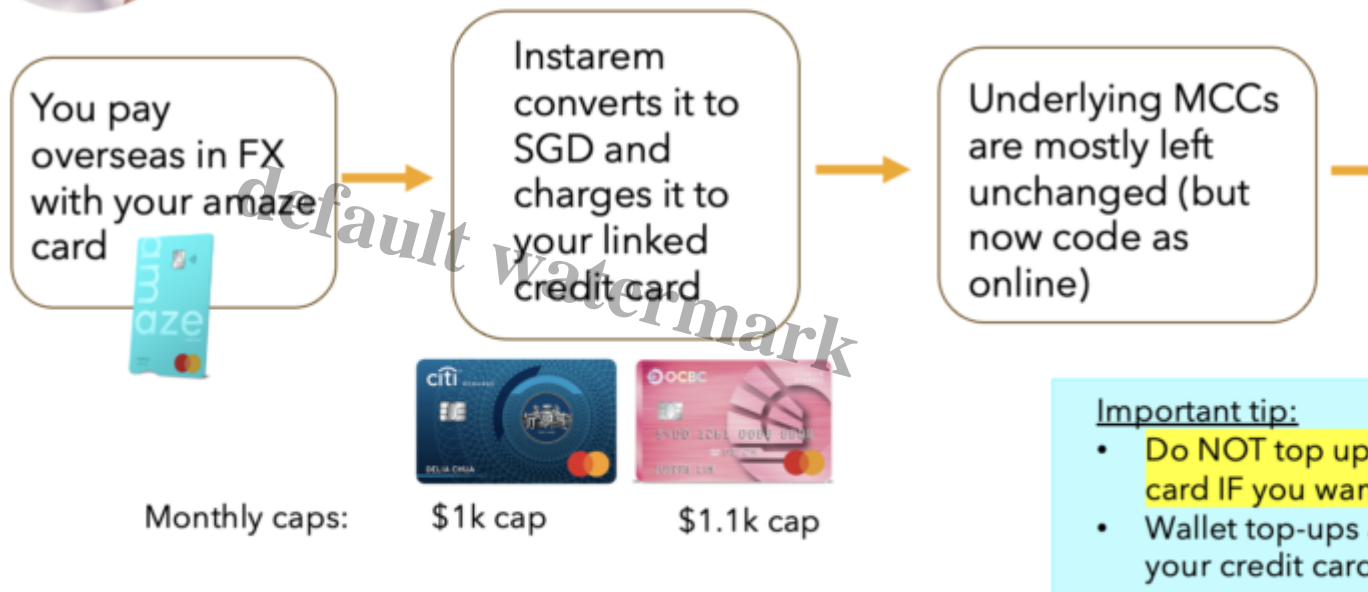 You pay
overseas in FX
with your amaze
card
amaze
Instarem
converts it to
SGD and
charges it to
your linked
credit card
Underlying MCCs
are mostly left
unchanged (but
now code as
online)
default watermark
citi
DELIA CHUA
OCBC
Monthly caps:
$1k cap
$1.1k cap
Important tip:
• Do NOT top up
card IF you
• Wallet top-ups
your credit